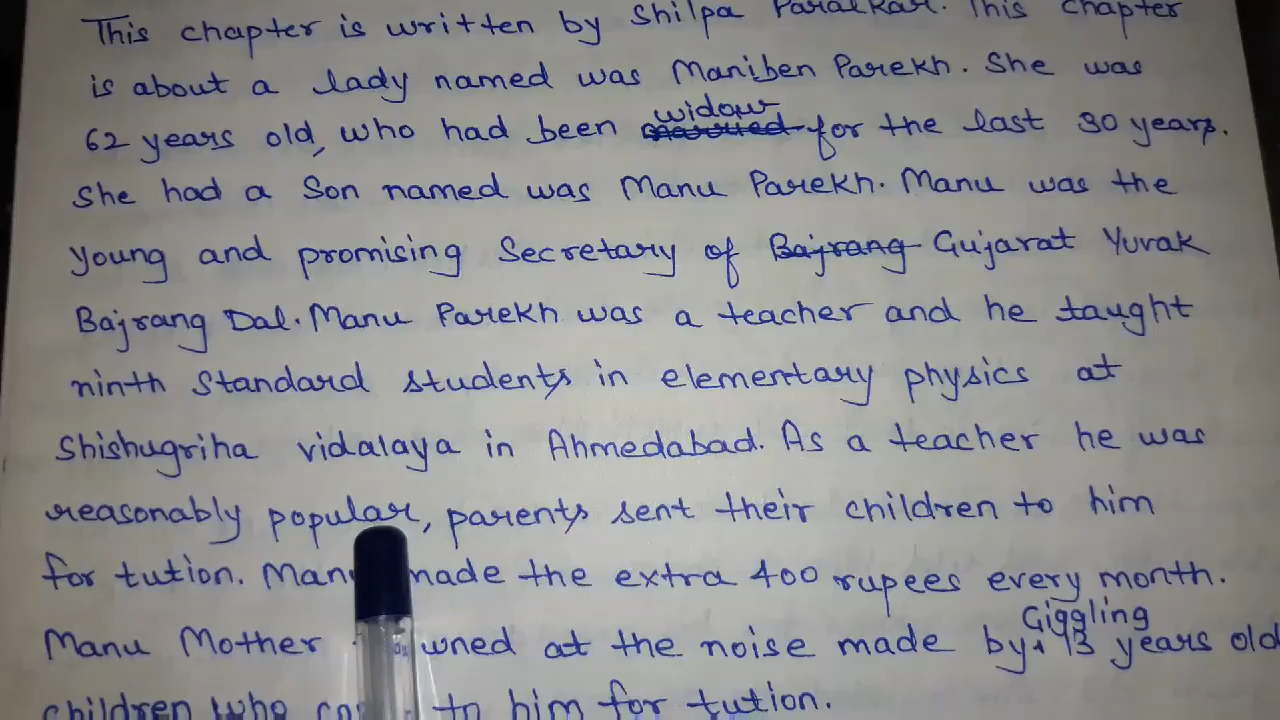 This chapter is written by Shilpa Paralkar. This chapter
is about a lady named was Maniben Parekh. She was
62 years old, who had been widow for the last 30 years.
She had a Son named was Manu Parekh. Manu was the
young and promising Secretary of Bajrang Gujarat Yuvak
Bajrang Dal. Manu Parekh was a teacher and he taught
ninth Standard students in elementary physics at
Shishugriha vidalaya in Ahmedabad. As a teacher he was
reasonably popular, parents sent their children to him
for tution. Manu made the extra 400 rupees every month.
Manu Mother wned at the noise made by Giggling 13 years old
children who to him for tution.